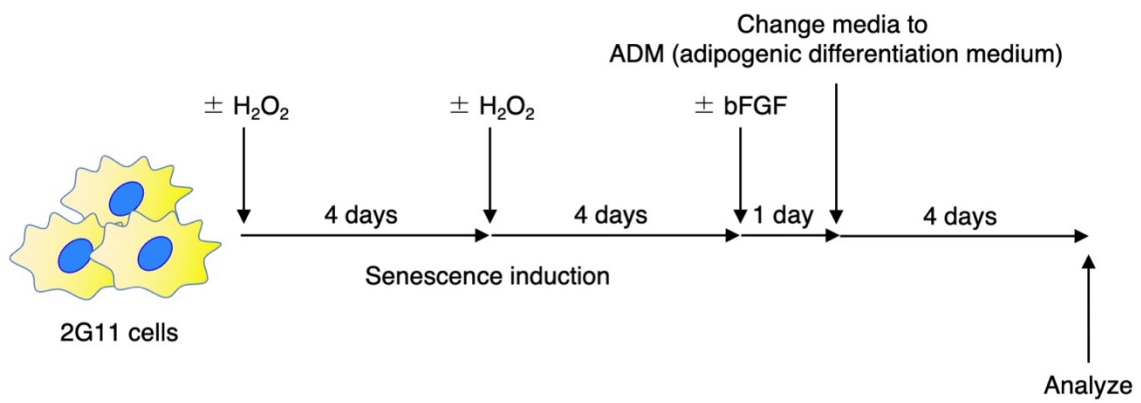 Change media to
ADM (adipogenic differentiation medium)
± H₂O₂
± H₂O₂
± bFGF
4 days
4 days
1 day
4 days
Senescence induction
2G11 cells
Analyze